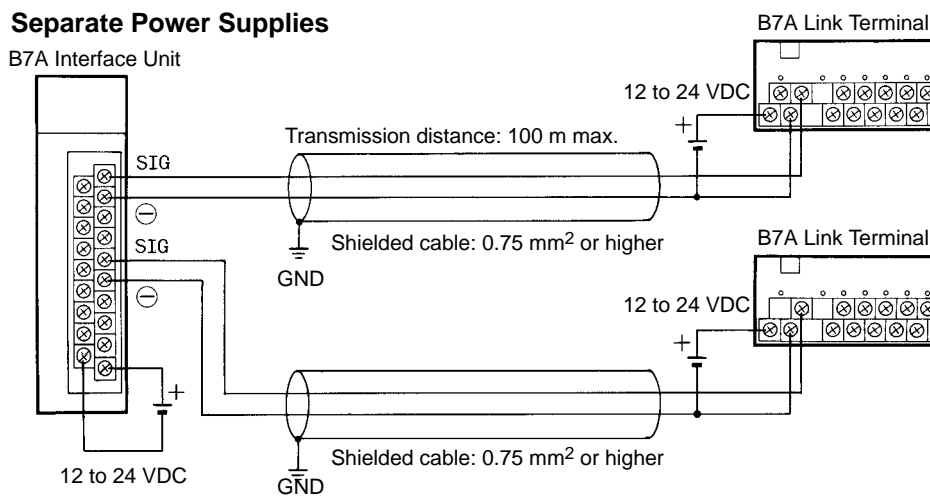 Separate Power Supplies
B7A Interface Unit
B7A Link Terminal
12 to 24 VDC
+
Transmission distance: 100 m max.
SIG
⊖
SIG
⊖
Shielded cable: 0.75 mm² or higher
GND
B7A Link Terminal
12 to 24 VDC
+
+
Shielded cable: 0.75 mm² or higher
12 to 24 VDC
GND